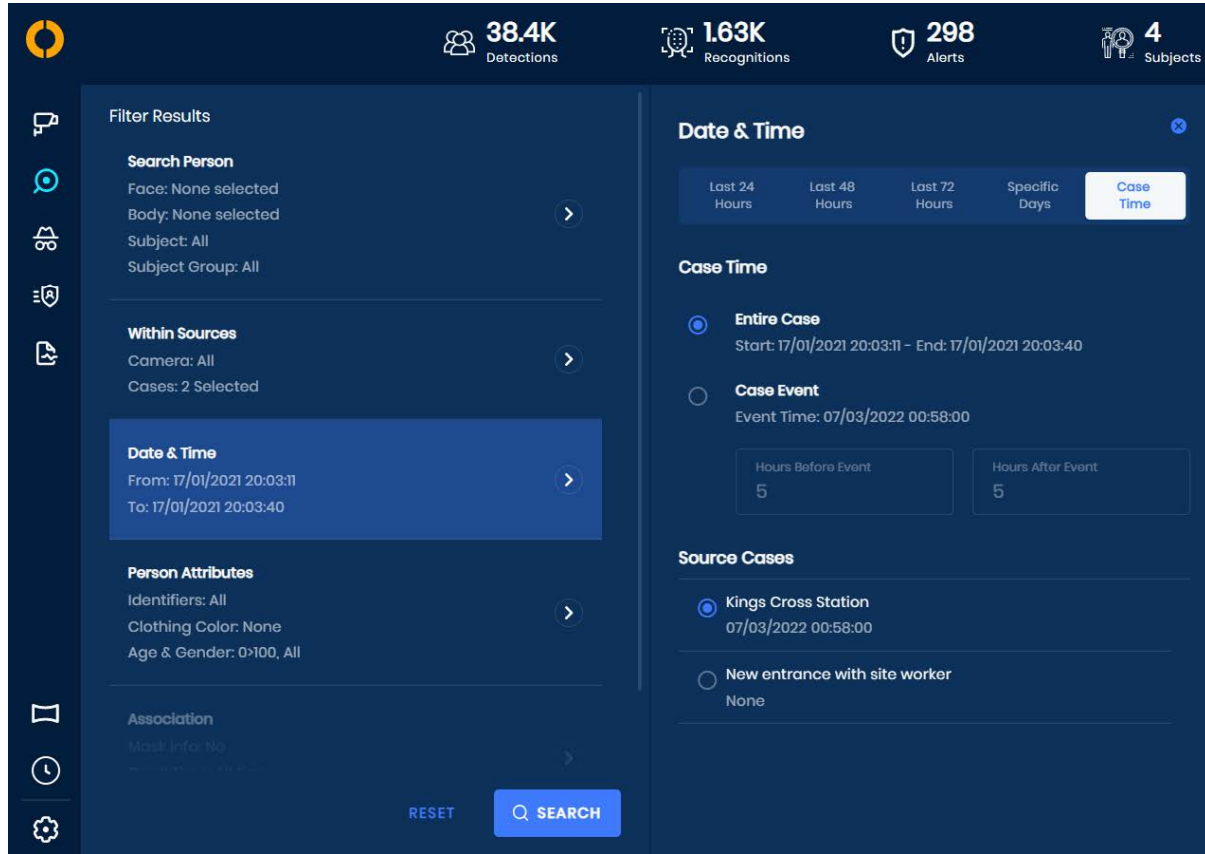 38.4K
Detections
1.63K
Recognitions
298
Alerts
4
Subjects
Filter Results
Search Person
Face: None selected
Body: None selected
Subject: All
Subject Group: All
Within Sources
Camera: All
Cases: 2 Selected
Date & Time
From: 17/01/2021 20:03:11
To: 17/01/2021 20:03:40
Person Attributes
Identifiers: All
Clothing Color: None
Age & Gender: 0>100, All
Association
Mask Info: No
RESET
SEARCH
Date & Time
Last 24
Hours
Last 48
Hours
Last 72
Hours
Specific
Days
Case
Time
Case Time
Entire Case
Start: 17/01/2021 20:03:11 - End: 17/01/2021 20:03:40
Case Event
Event Time: 07/03/2022 00:58:00
Hours Before Event
5
Hours After Event
5
Source Cases
Kings Cross Station
07/03/2022 00:58:00
New entrance with site worker
None